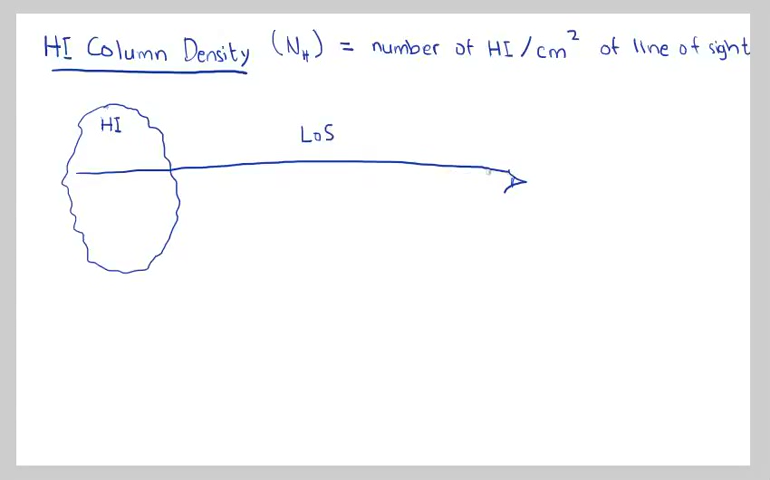 HI Column Density (N_H) = number of HI/cm² of line of sight
HI
LoS